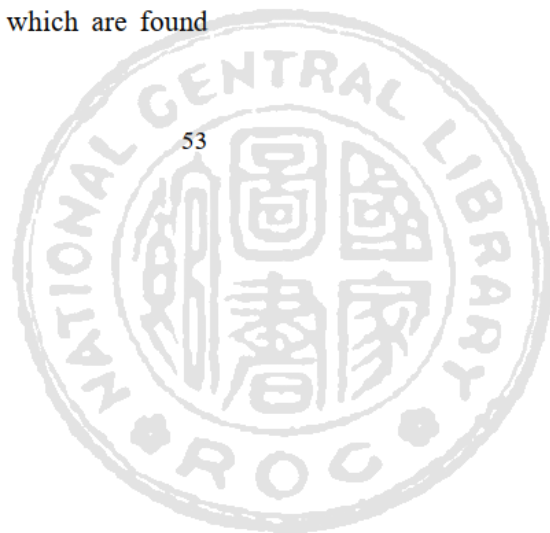 which are found
53
NATIONAL CENTRAL LIBRARY
圖
國
書
家
館
ROC